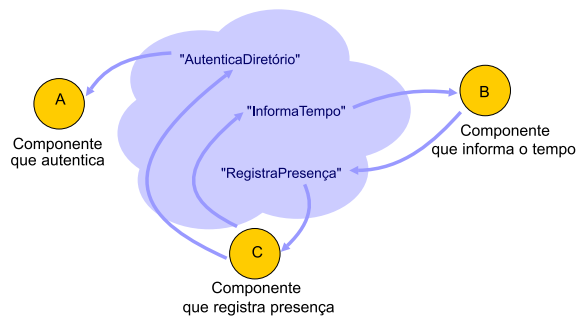 "AutenticaDiretório"
A
B
"InformaTempo"
Componente
que autentica
Componente
que informa o tempo
"RegistraPresença"
C
Componente
que registra presença